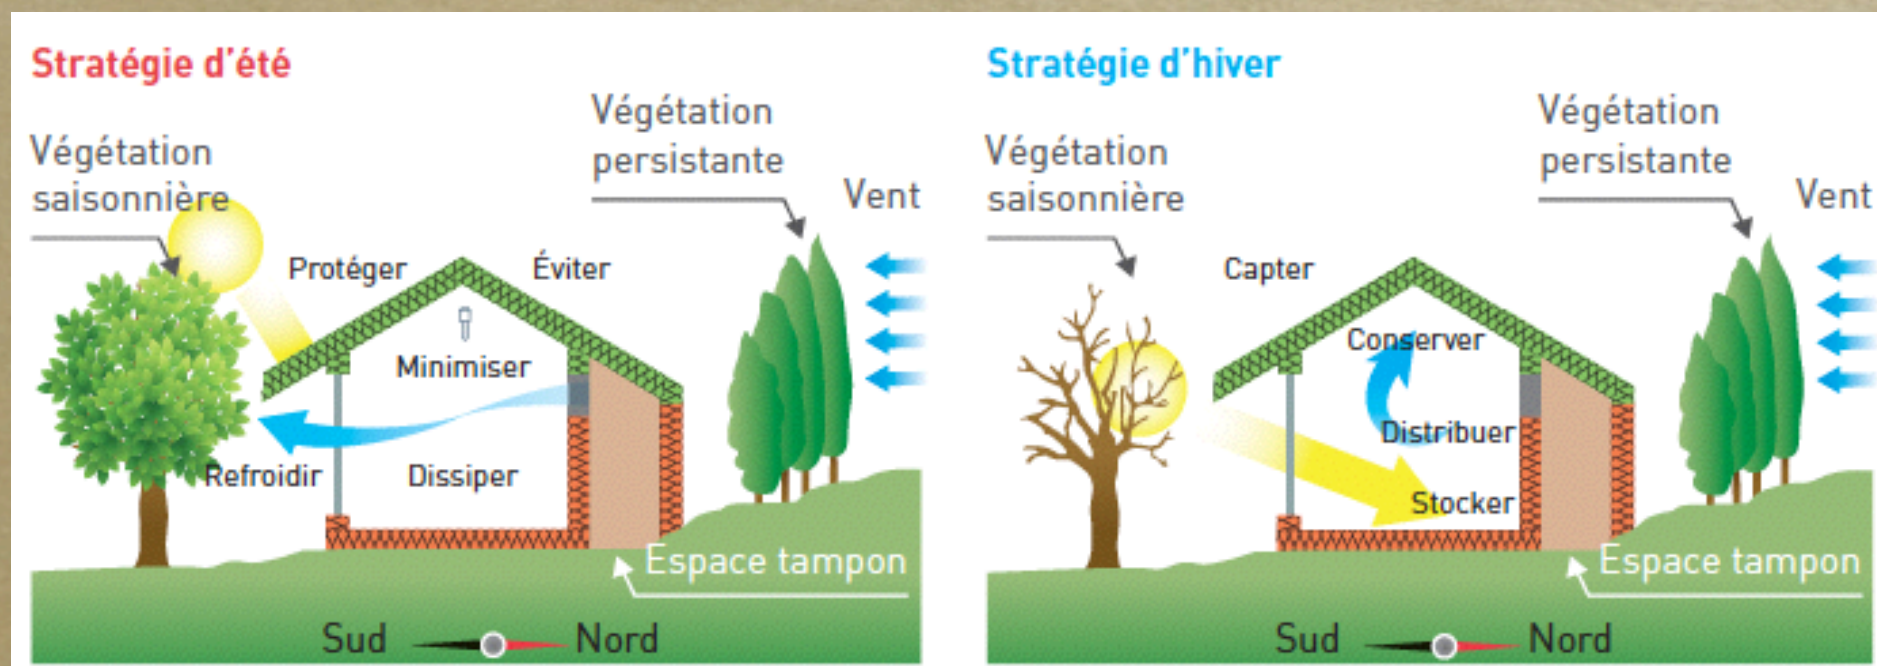 Stratégie d'été
Végétation
saisonnière
Végétation
persistante
Vent
Protéger
Éviter
Minimiser
Refroidir
Dissiper
Espace tampon
Sud
Nord
Stratégie d'hiver
Végétation
saisonnière
Végétation
persistante
Vent
Capter
Conserver
Distribuer
Stocker
Espace tampon
Sud
Nord